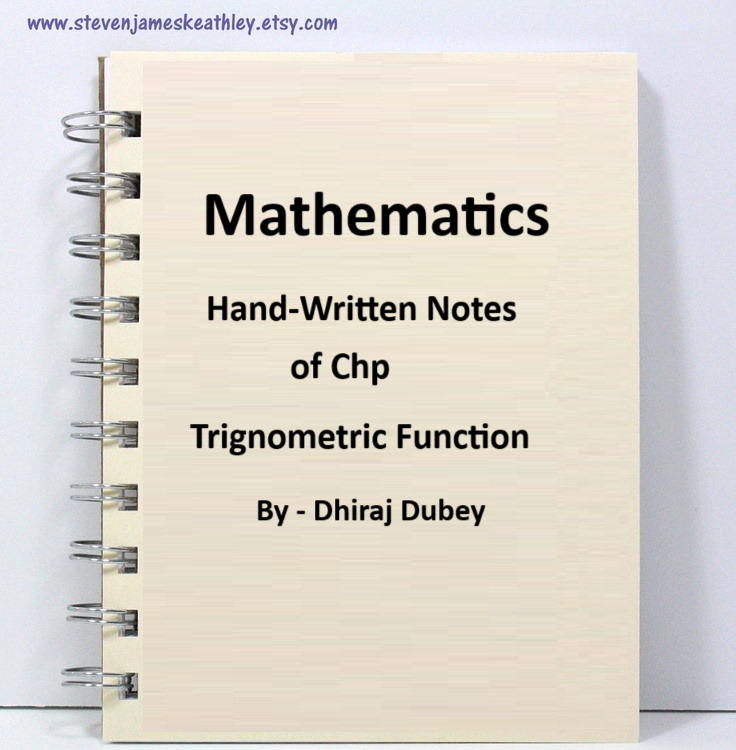 www.stevenjameskeathley.etsy.com
Mathematics
Hand-Written Notes
of Chp
Trignometric Function
By - Dhiraj Dubey